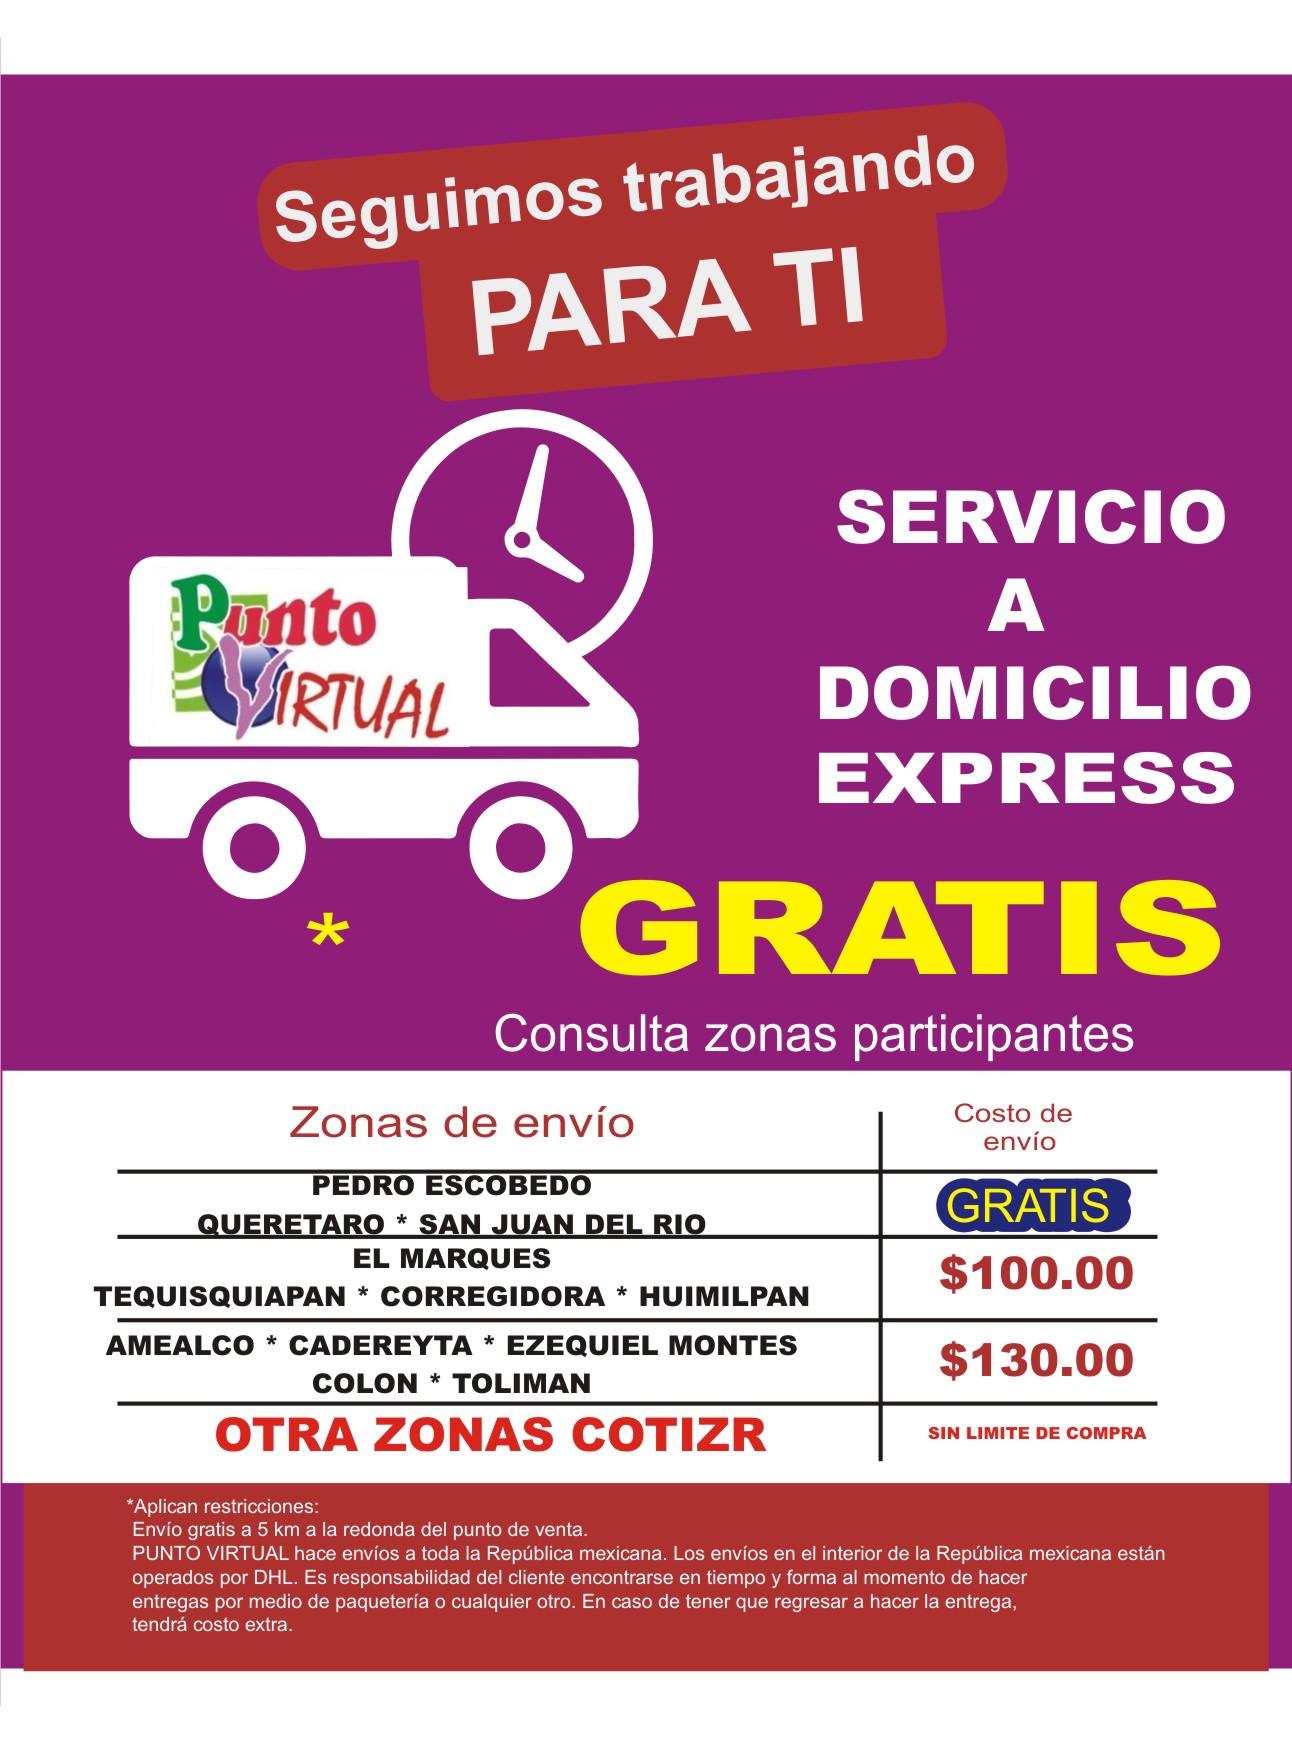 Seguimos trabajando
PARA TI
Punto
VIRTUAL
SERVICIO
A
DOMICILIO
EXPRESS
* GRATIS
Consulta zonas participantes
Zonas de envío
Costo de
envío
PEDRO ESCOBEDO
QUERETARO * SAN JUAN DEL RIO
GRATIS
EL MARQUES
TEQUISQUIAPAN * CORREGIDORA * HUIMILPAN
$100.00
AMEALCO * CADEREYTA * EZEQUIEL MONTES
COLON * TOLIMAN
$130.00
OTRA ZONAS COTIZR
SIN LIMITE DE COMPRA
*Aplican restricciones:
Envío gratis a 5 km a la redonda del punto de venta.
PUNTO VIRTUAL hace envíos a toda la República mexicana. Los envíos en el interior de la República mexicana están
operados por DHL. Es responsabilidad del cliente encontrarse en tiempo y forma al momento de hacer
entregas por medio de paquetería o cualquier otro. En caso de tener que regresar a hacer la entrega,
tendrá costo extra.